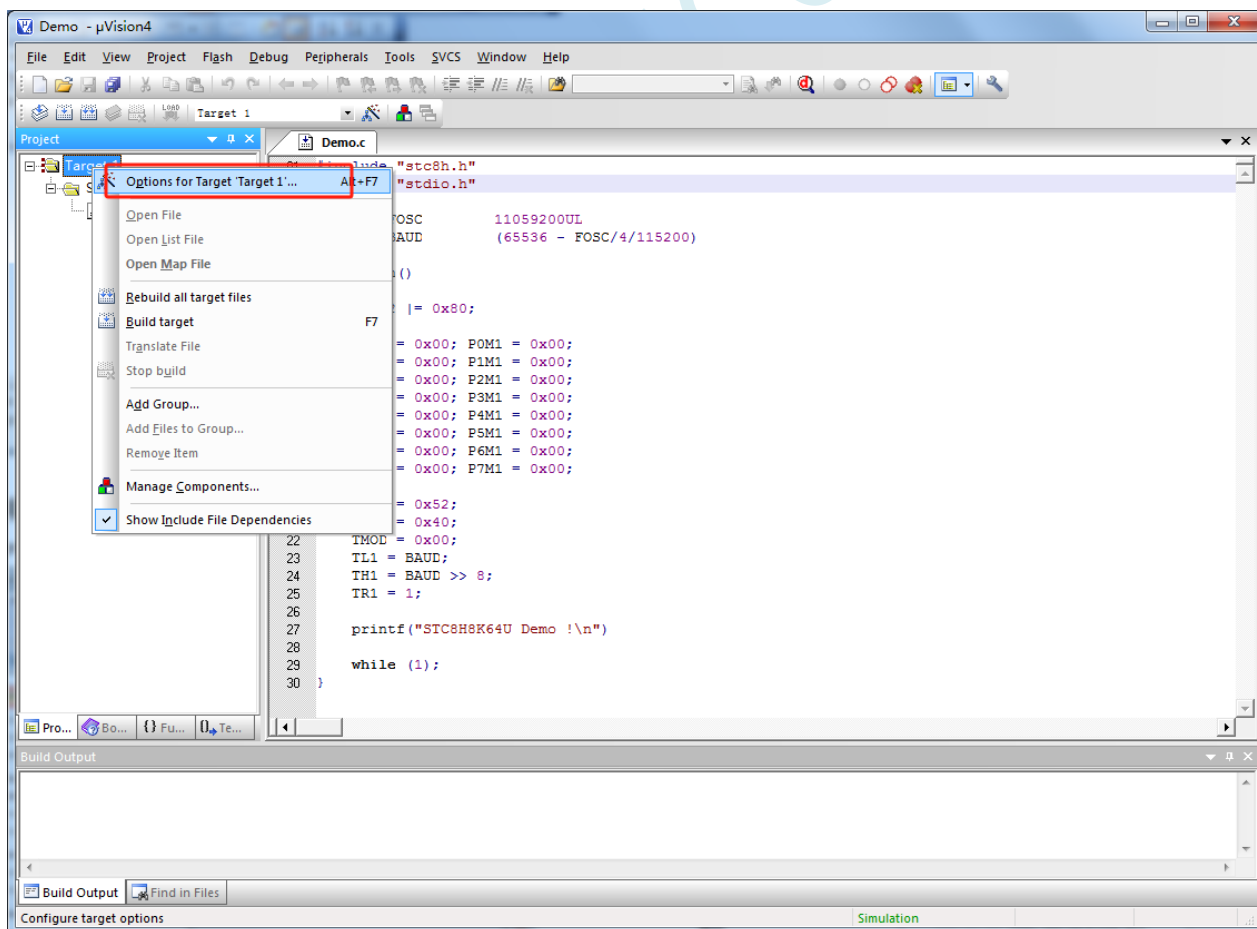 Demo - µVision4
File Edit View Project Flash Debug Peripherals Tools SVCS Window Help
LOAD Target 1
Project
Demo.c
Options for Target 'Target 1'... Alt+F7
Open File
Open List File
Open Map File
Rebuild all target files
Build target F7
Translate File
Stop build
Add Group...
Add Files to Group...
Remove Item
Manage Components...
Show Include File Dependencies
"stc8h.h"
"stdio.h"
FOSC 11059200UL
BAUD (65536 - FOSC/4/115200)
()
|= 0x80;
= 0x00; P0M1 = 0x00;
= 0x00; P1M1 = 0x00;
= 0x00; P2M1 = 0x00;
= 0x00; P3M1 = 0x00;
= 0x00; P4M1 = 0x00;
= 0x00; P5M1 = 0x00;
= 0x00; P6M1 = 0x00;
= 0x00; P7M1 = 0x00;
= 0x52;
= 0x40;
22 TMOD = 0x00;
23 TL1 = BAUD;
24 TH1 = BAUD >> 8;
25 TR1 = 1;
26
27 printf("STC8H8K64U Demo !\n")
28
29 while (1);
30 }
Pro... Bo... {} Fu... Te...
Build Output
Build Output Find in Files
Configure target options Simulation